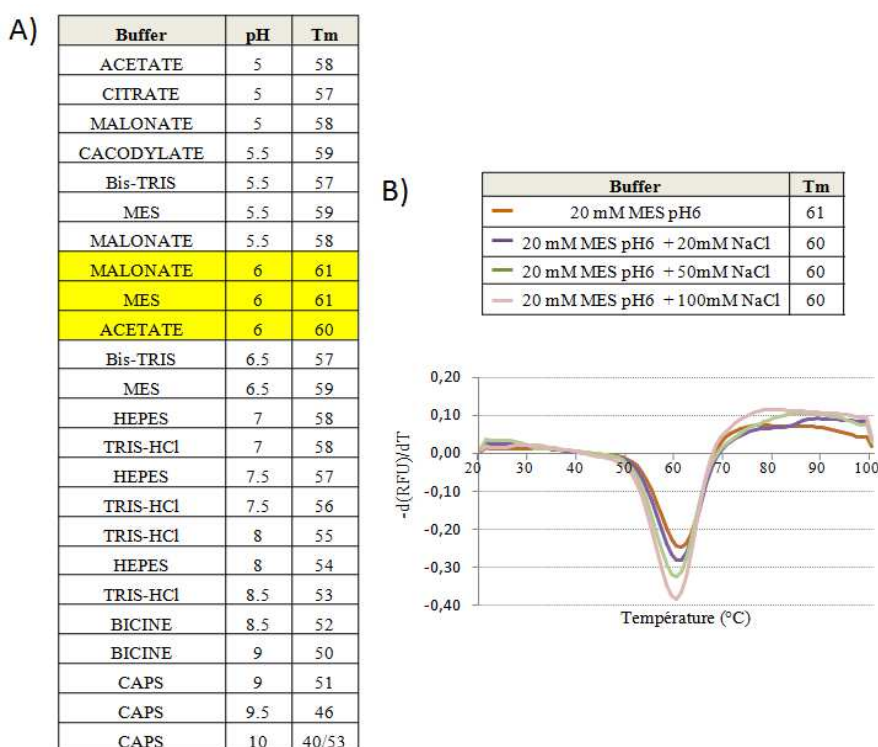 A)
Buffer pH Tm
ACETATE 5 58
CITRATE 5 57
MALONATE 5 58
CACODYLATE 5.5 59
Bis-TRIS 5.5 57
MES 5.5 59
MALONATE 5.5 58
MALONATE 6 61
MES 6 61
ACETATE 6 60
Bis-TRIS 6.5 57
MES 6.5 59
HEPES 7 58
TRIS-HCl 7 58
HEPES 7.5 57
TRIS-HCl 7.5 56
TRIS-HCl 8 55
HEPES 8 54
TRIS-HCl 8.5 53
BICINE 8.5 52
BICINE 9 50
CAPS 9 51
CAPS 9.5 46
CAPS 10 40/53
B)
Buffer Tm
20 mM MES pH6 61
20 mM MES pH6 +20mM NaCl 60
20 mM MES pH6 +50mM NaCl 60
20 mM MES pH6 +100mM NaCl 60
-d(RFU)/dT
0,20
0,10
0,00
-0,10
-0,20
-0,30
-0,40
20 30 40 50 60 70 80 90 100
Température (°C)